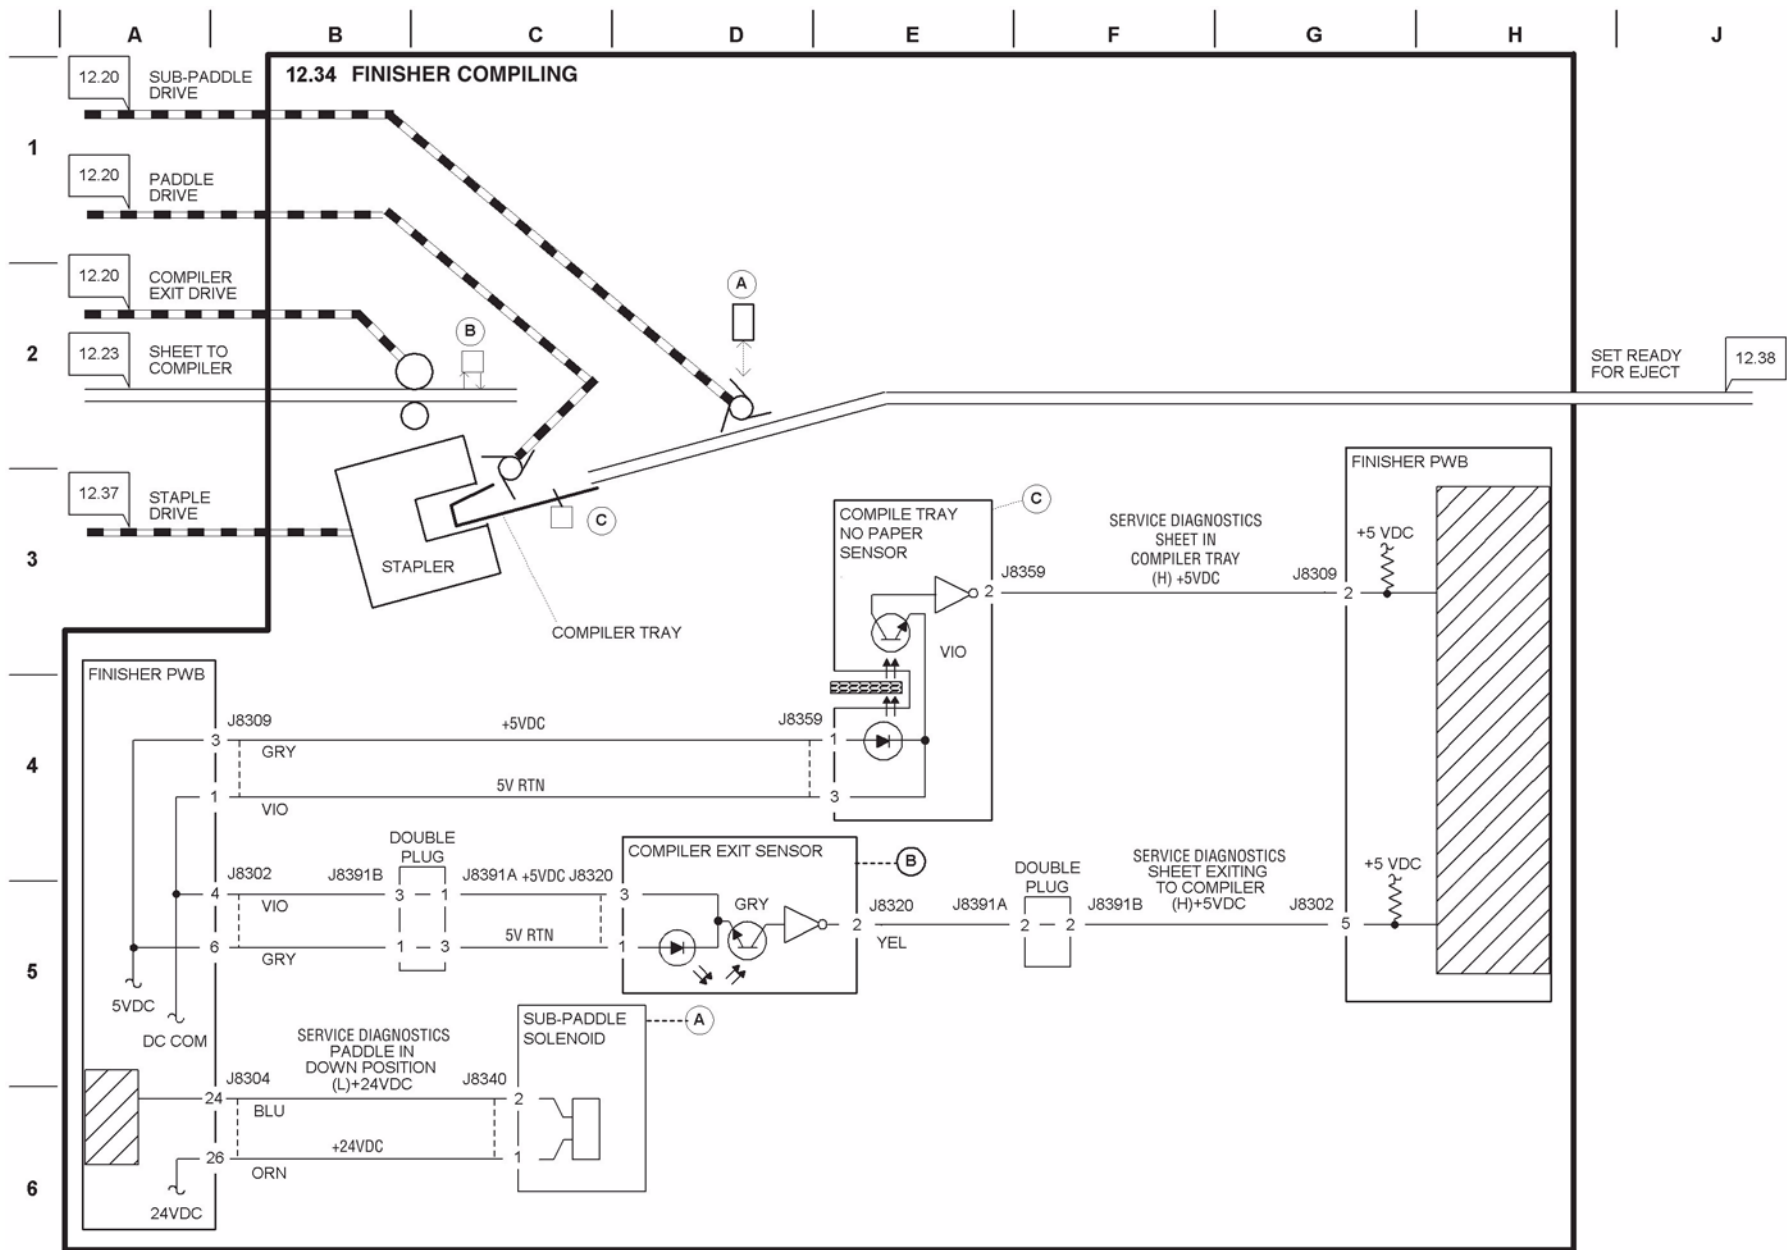 A B C D E F G H J
1
2
3
4
5
6
12.34 FINISHER COMPILING
12.20
SUB-PADDLE
DRIVE
12.20
PADDLE
DRIVE
12.20
COMPILER
EXIT DRIVE
12.23
SHEET TO
COMPILER
12.37
STAPLE
DRIVE
A
B
C
STAPLER
COMPILER TRAY
SET READY
FOR EJECT
12.38
COMPILE TRAY
NO PAPER
SENSOR
C
J8359
2
VIO
SERVICE DIAGNOSTICS
SHEET IN
COMPILER TRAY
(H) +5VDC
J8309
2
FINISHER PWB
+5 VDC
FINISHER PWB
J8309
3
GRY
+5VDC
J8359
1
1
VIO
5V RTN
3
DOUBLE
PLUG
J8302
4
VIO
J8391B
3 1
J8391A +5VDC J8320
3
6
GRY
1 3
5V RTN
1
COMPILER EXIT SENSOR
B
GRY
2
J8320
YEL
DOUBLE
PLUG
J8391A
2 2
J8391B
SERVICE DIAGNOSTICS
SHEET EXITING
TO COMPILER
(H)+5VDC
J8302
5
+5 VDC
5VDC
DC COM
SERVICE DIAGNOSTICS
PADDLE IN
DOWN POSITION
(L)+24VDC
J8304
24
BLU
J8340
2
SUB-PADDLE
SOLENOID
A
26
ORN
+24VDC
1
24VDC